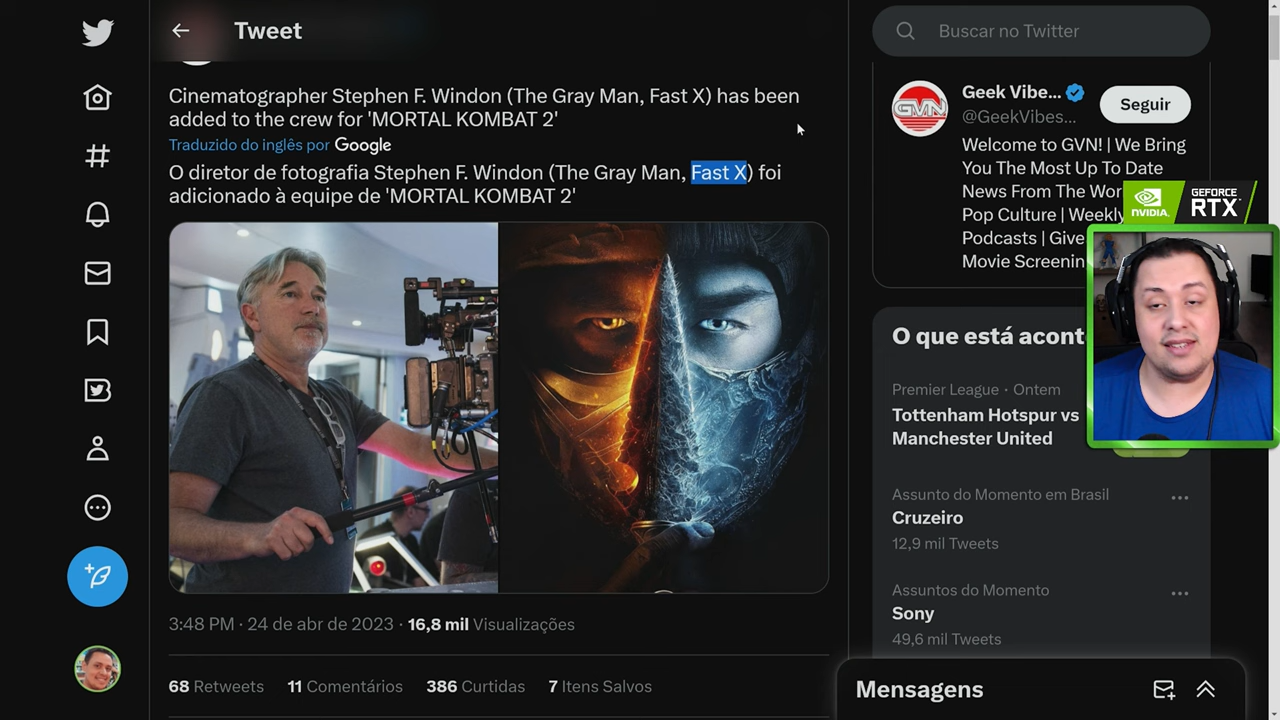 Tweet
Cinematographer Stephen F. Windon (The Gray Man, Fast X) has been
added to the crew for 'MORTAL KOMBAT 2'
Traduzido do inglês por Google
O diretor de fotografia Stephen F. Windon (The Gray Man, Fast X) foi
adicionado à equipe de 'MORTAL KOMBAT 2'
3:48 PM · 24 de abr de 2023 · 16,8 mil Visualizações
68 Retweets 11 Comentários 386 Curtidas 7 Itens Salvos
Buscar no Twitter
GVN
Geek Vibe...
@GeekVibes...
Seguir
Welcome to GVN! | We Bring
You The Most Up To Date
News From The Wor
Pop Culture | Weekly
Podcasts | Give
Movie Screenin
NVIDIA.
GEFORCE
RTX
O que está acont
Premier League · Ontem
Tottenham Hotspur vs
Manchester United
Assunto do Momento em Brasil
Cruzeiro
12,9 mil Tweets
Assuntos do Momento
Sony
49,6 mil Tweets
Mensagens